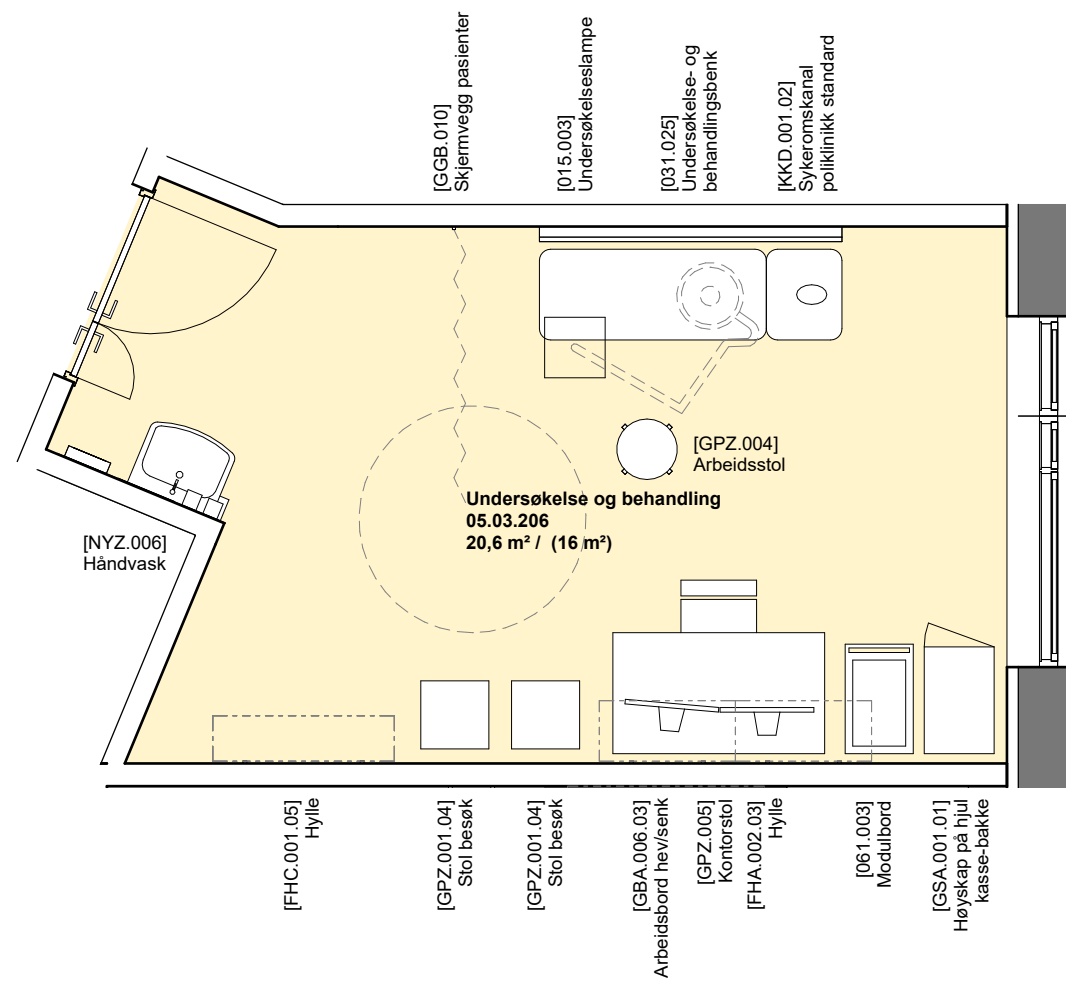 [GGB.010]
Skjermvegg pasienter
[015.003]
Undersøkelseslampe
[031.025]
Undersøkelse- og
behandlingsbenk
[KKD.001.02]
Sykeromskanal
poliklinikk standard
[GPZ.004]
Arbeidsstol
Undersøkelse og behandling
05.03.206
20,6 m² / (16 m²)
[NYZ.006]
Håndvask
[FHC.001.05]
Hylle
[GPZ.001.04]
Stol besøk
[GPZ.001.04]
Stol besøk
[GBA.006.03]
Arbeidsbord hev/senk
[GPZ.005]
Kontorstol
[FHA.002.03]
Hylle
[061.003]
Modulbord
[GSA.001.01]
Høyskap på hjul
kasse-bakke